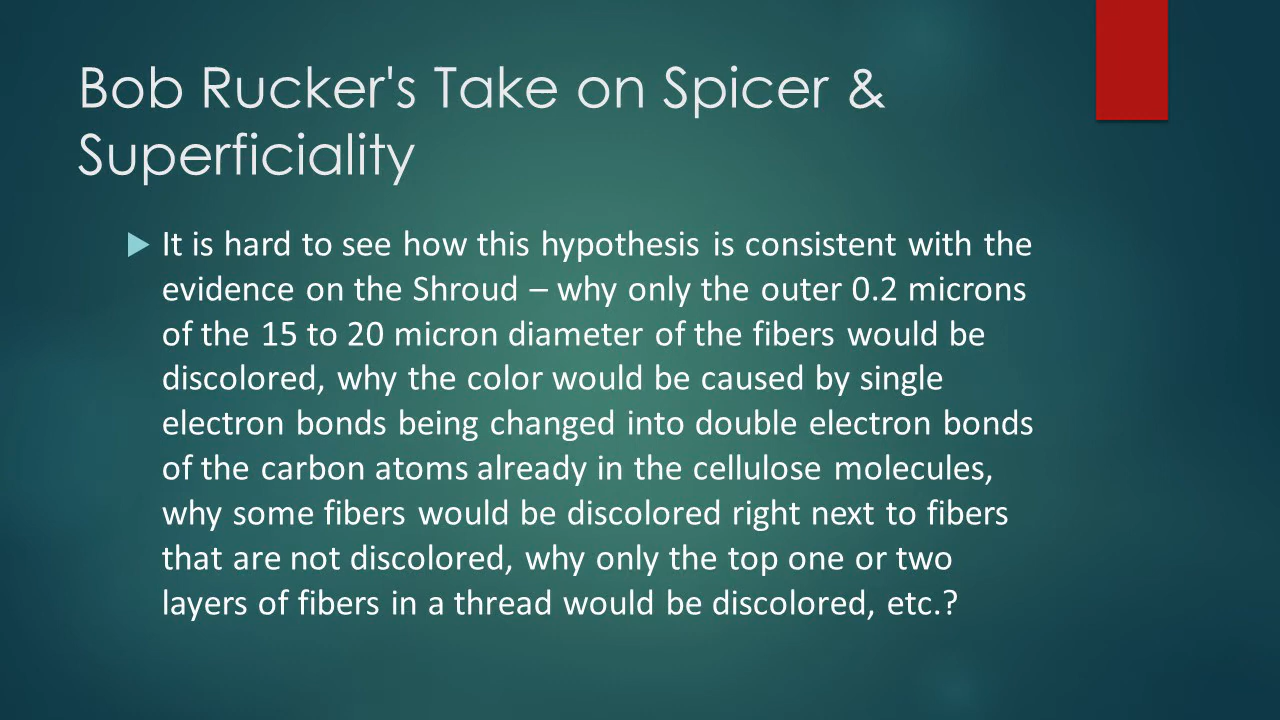 Bob Rucker's Take on Spicer &
Superficiality
It is hard to see how this hypothesis is consistent with the
evidence on the Shroud – why only the outer 0.2 microns
of the 15 to 20 micron diameter of the fibers would be
discolored, why the color would be caused by single
electron bonds being changed into double electron bonds
of the carbon atoms already in the cellulose molecules,
why some fibers would be discolored right next to fibers
that are not discolored, why only the top one or two
layers of fibers in a thread would be discolored, etc.?